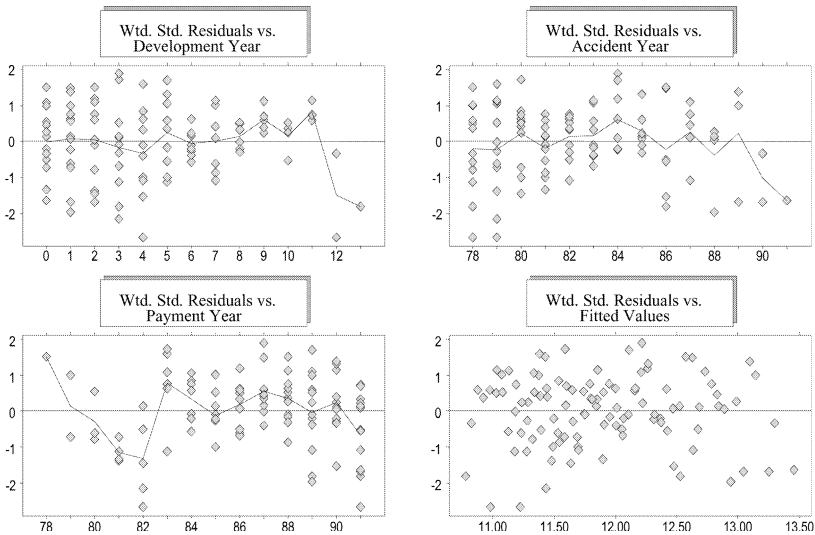 Wtd. Std. Residuals vs.
Development Year
2
1
0
-1
-2
0 1 2 3 4 5 6 7 8 9 10 11 12
Wtd. Std. Residuals vs.
Accident Year
2
1
0
-1
-2
78 80 82 84 86 88 90
Wtd. Std. Residuals vs.
Payment Year
2
1
0
-1
-2
78 80 82 84 86 88 90
Wtd. Std. Residuals vs.
Fitted Values
2
1
0
-1
-2
11.00 11.50 12.00 12.50 13.00 13.50